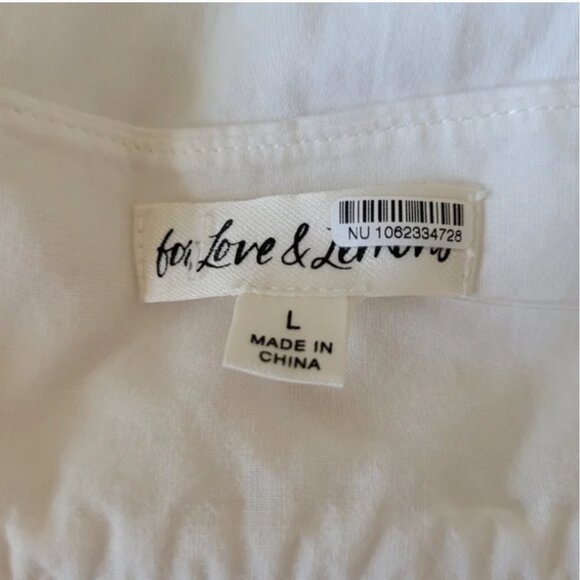 NU 1062334728
for Love & Lemons
L
MADE IN
CHINA